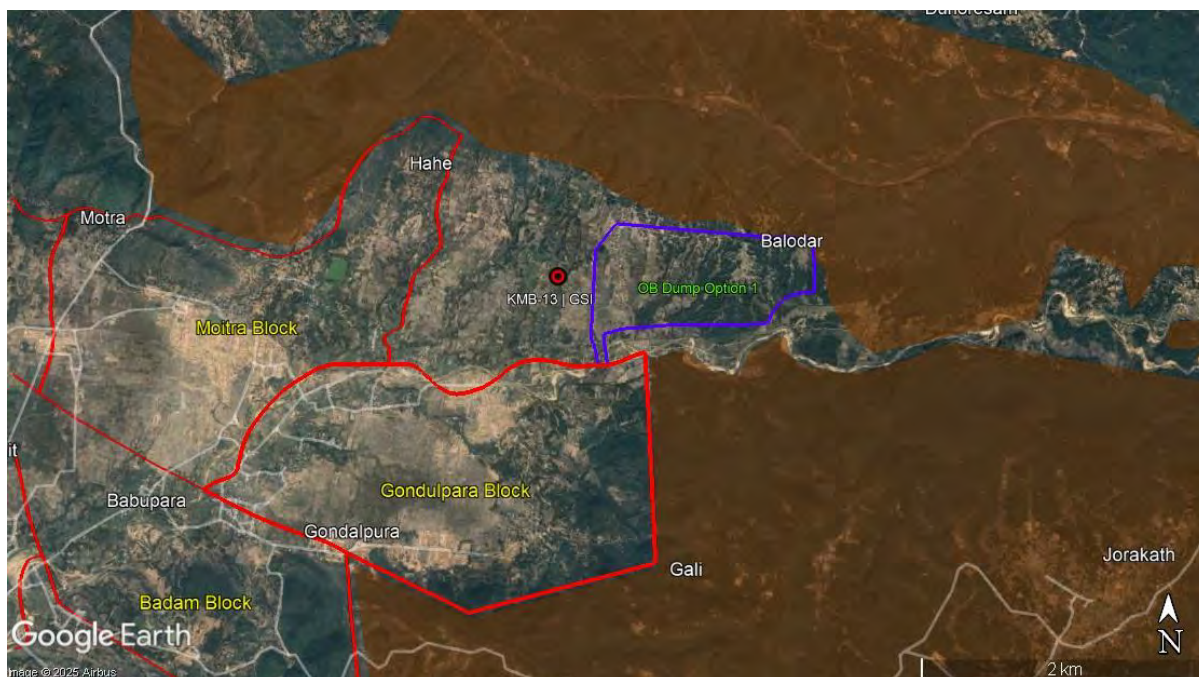 Hahe
Motra
Balodar
OB Dump Option 1
KMB-13 | GSI
Moitra Block
it
Gondulpara Block
Babupara
Gondalpura
Jorakath
Gali
Badam Block
Google Earth
N
Image © 2025 Airbus
2 km